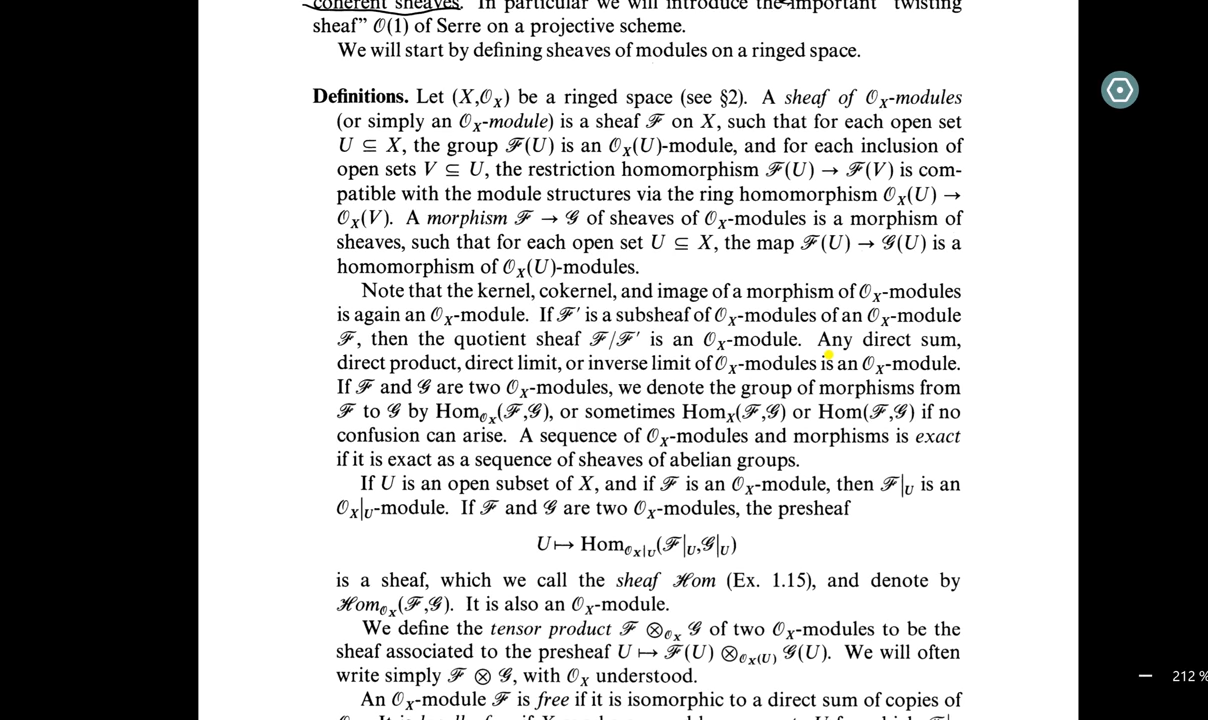 coherent sheaves. In particular we will introduce the important "twisting
sheaf" 𝒪(1) of Serre on a projective scheme.
We will start by defining sheaves of modules on a ringed space.
Definitions. Let (X,𝒪_X) be a ringed space (see §2). A sheaf of 𝒪_X-modules
(or simply an 𝒪_X-module) is a sheaf ℱ on X, such that for each open set
U ⊆ X, the group ℱ(U) is an 𝒪_X(U)-module, and for each inclusion of
open sets V ⊆ U, the restriction homomorphism ℱ(U) → ℱ(V) is com-
patible with the module structures via the ring homomorphism 𝒪_X(U) →
𝒪_X(V). A morphism ℱ → 𝒢 of sheaves of 𝒪_X-modules is a morphism of
sheaves, such that for each open set U ⊆ X, the map ℱ(U) → 𝒢(U) is a
homomorphism of 𝒪_X(U)-modules.
Note that the kernel, cokernel, and image of a morphism of 𝒪_X-modules
is again an 𝒪_X-module. If ℱ′ is a subsheaf of 𝒪_X-modules of an 𝒪_X-module
ℱ, then the quotient sheaf ℱ/ℱ′ is an 𝒪_X-module. Any direct sum,
direct product, direct limit, or inverse limit of 𝒪_X-modules is an 𝒪_X-module.
If ℱ and 𝒢 are two 𝒪_X-modules, we denote the group of morphisms from
ℱ to 𝒢 by Hom_𝒪_X(ℱ,𝒢), or sometimes Hom_X(ℱ,𝒢) or Hom(ℱ,𝒢) if no
confusion can arise. A sequence of 𝒪_X-modules and morphisms is exact
if it is exact as a sequence of sheaves of abelian groups.
If U is an open subset of X, and if ℱ is an 𝒪_X-module, then ℱ|_U is an
𝒪_X|_U-module. If ℱ and 𝒢 are two 𝒪_X-modules, the presheaf
U ↦ Hom_𝒪_X|_U(ℱ|_U,𝒢|_U)
is a sheaf, which we call the sheaf ℋom (Ex. 1.15), and denote by
ℋom_𝒪_X(ℱ,𝒢). It is also an 𝒪_X-module.
We define the tensor product ℱ ⊗_𝒪_X 𝒢 of two 𝒪_X-modules to be the
sheaf associated to the presheaf U ↦ ℱ(U) ⊗_𝒪_X(U) 𝒢(U). We will often
write simply ℱ ⊗ 𝒢, with 𝒪_X understood.
An 𝒪_X-module ℱ is free if it is isomorphic to a direct sum of copies of
212 %